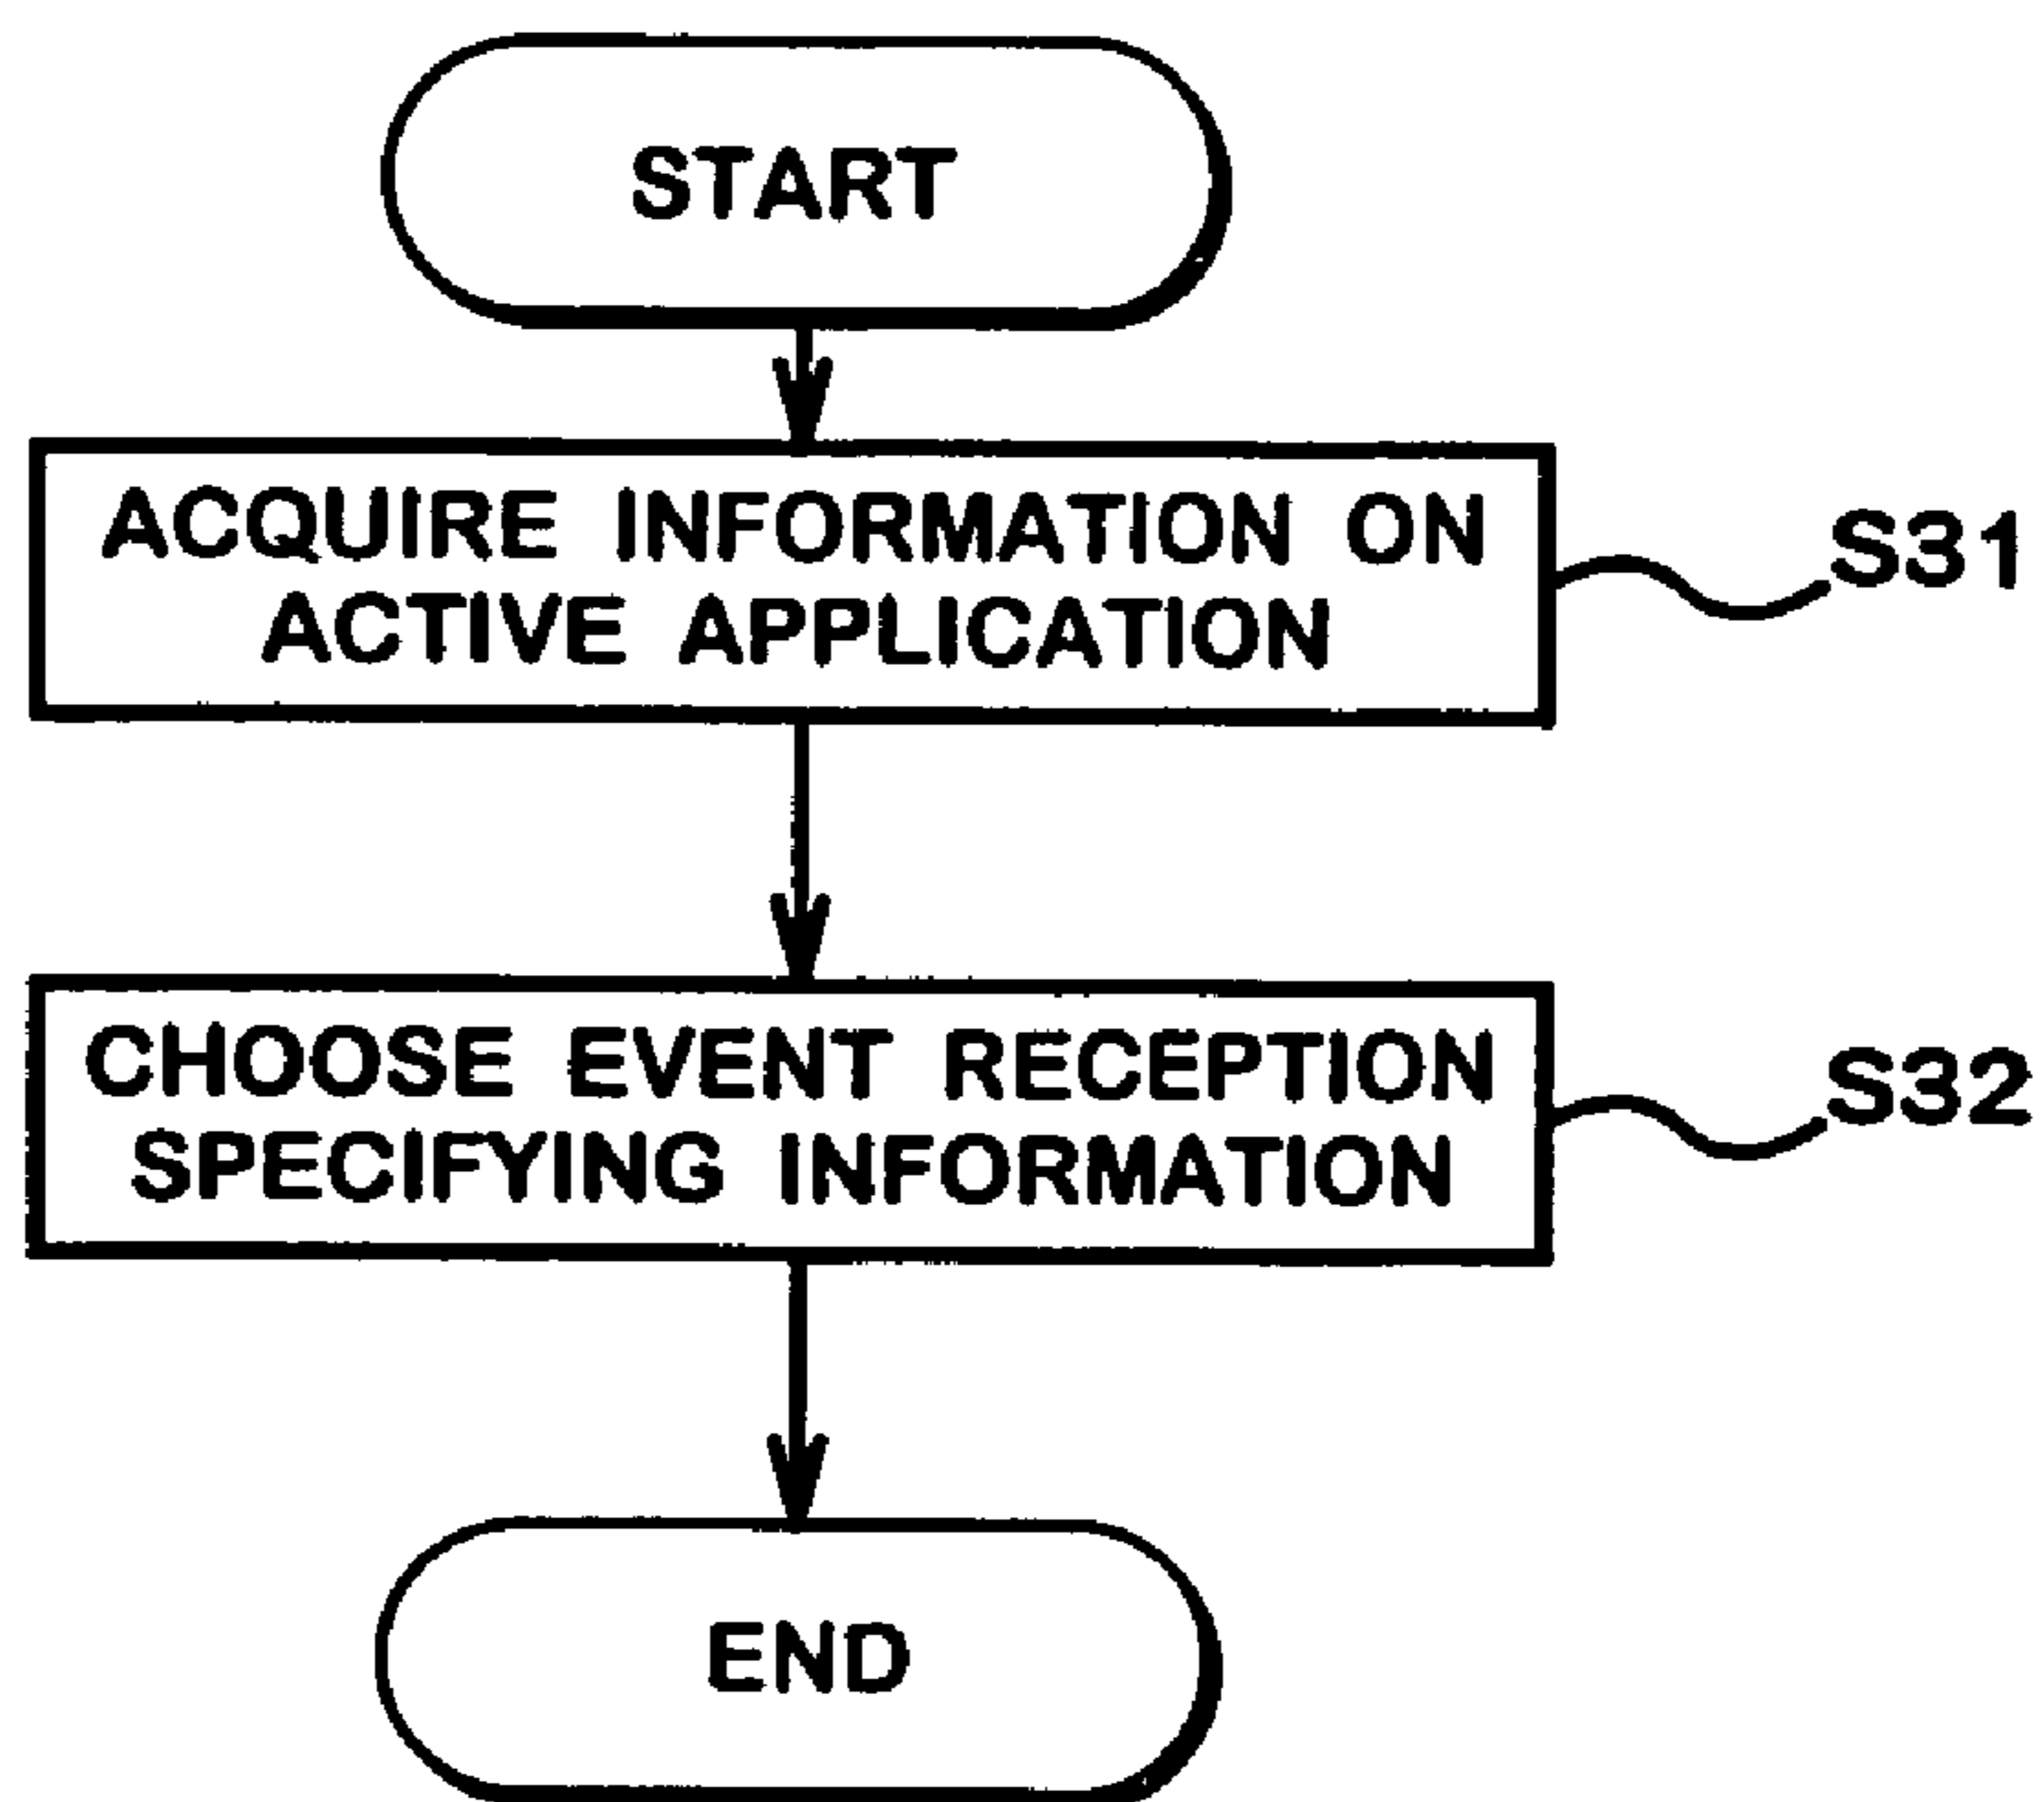 START
ACQUIRE INFORMATION ON
ACTIVE APPLICATION
S31
CHOOSE EVENT RECEPTION
SPECIFYING INFORMATION
S32
END